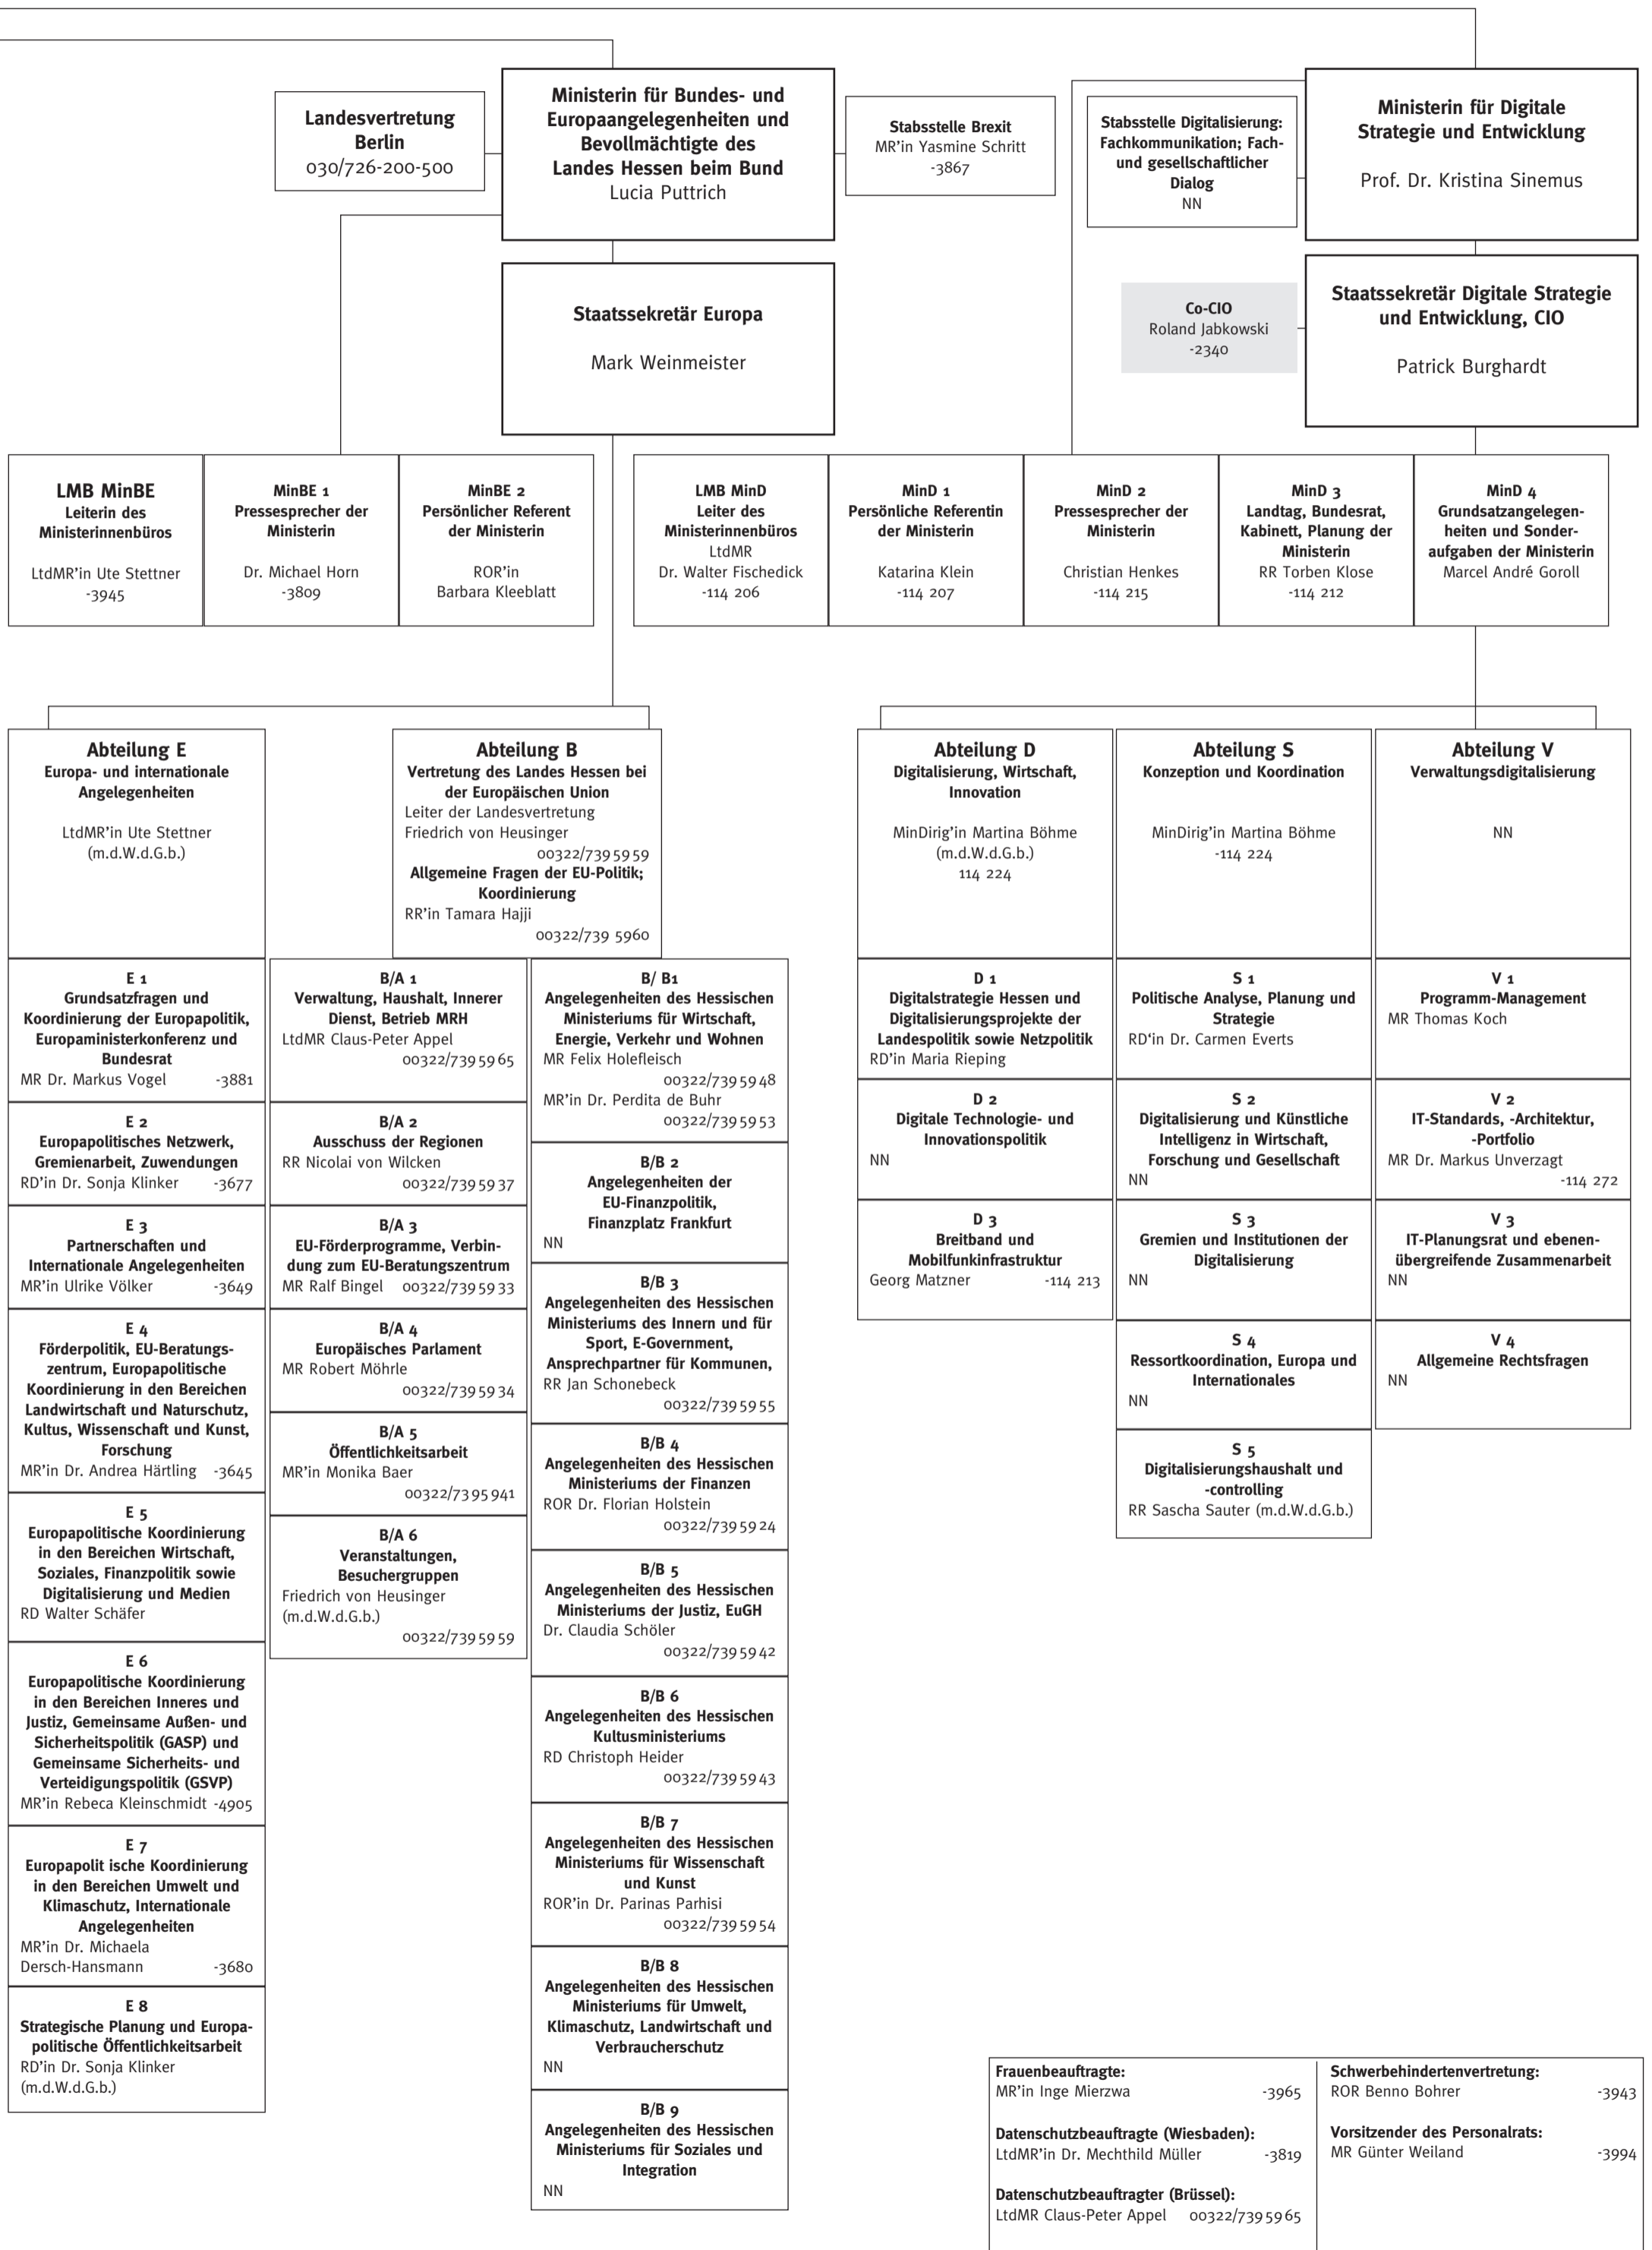 Landesvertretung
Berlin
030/726-200-500
Ministerin für Bundes- und
Europaangelegenheiten und
Bevollmächtigte des
Landes Hessen beim Bund
Lucia Puttrich
Stabsstelle Brexit
MR’in Yasmine Schritt
-3867
Stabsstelle Digitalisierung:
Fachkommunikation; Fach-
und gesellschaftlicher
Dialog
NN
Ministerin für Digitale
Strategie und Entwicklung
Prof. Dr. Kristina Sinemus
Staatssekretär Europa
Mark Weinmeister
Co-CIO
Roland Jabkowski
-2340
Staatssekretär Digitale Strategie
und Entwicklung, CIO
Patrick Burghardt
LMB MinBE
Leiterin des
Ministerinnenbüros
LtdMR’in Ute Stettner
-3945
MinBE 1
Pressesprecher der
Ministerin
Dr. Michael Horn
-3809
MinBE 2
Persönlicher Referent
der Ministerin
ROR’in
Barbara Kleeblatt
LMB MinD
Leiter des
Ministerinnenbüros
LtdMR
Dr. Walter Fischedick
-114 206
MinD 1
Persönliche Referentin
der Ministerin
Katarina Klein
-114 207
MinD 2
Pressesprecher der
Ministerin
Christian Henkes
-114 215
MinD 3
Landtag, Bundesrat,
Kabinett, Planung der
Ministerin
RR Torben Klose
-114 212
MinD 4
Grundsatzangelegen-
heiten und Sonder-
aufgaben der Ministerin
Marcel André Goroll
Abteilung E
Europa- und internationale
Angelegenheiten
LtdMR’in Ute Stettner
(m.d.W.d.G.b.)
E 1
Grundsatzfragen und
Koordinierung der Europapolitik,
Europaministerkonferenz und
Bundesrat
MR Dr. Markus Vogel -3881
E 2
Europapolitisches Netzwerk,
Gremienarbeit, Zuwendungen
RD’in Dr. Sonja Klinker -3677
E 3
Partnerschaften und
Internationale Angelegenheiten
MR’in Ulrike Völker -3649
E 4
Förderpolitik, EU-Beratungs-
zentrum, Europapolitische
Koordinierung in den Bereichen
Landwirtschaft und Naturschutz,
Kultus, Wissenschaft und Kunst,
Forschung
MR’in Dr. Andrea Härtling -3645
E 5
Europapolitische Koordinierung
in den Bereichen Wirtschaft,
Soziales, Finanzpolitik sowie
Digitalisierung und Medien
RD Walter Schäfer
E 6
Europapolitische Koordinierung
in den Bereichen Inneres und
Justiz, Gemeinsame Außen- und
Sicherheitspolitik (GASP) und
Gemeinsame Sicherheits- und
Verteidigungspolitik (GSVP)
MR’in Rebeca Kleinschmidt -4905
E 7
Europapolit ische Koordinierung
in den Bereichen Umwelt und
Klimaschutz, Internationale
Angelegenheiten
MR’in Dr. Michaela
Dersch-Hansmann -3680
E 8
Strategische Planung und Europa-
politische Öffentlichkeitsarbeit
RD’in Dr. Sonja Klinker
(m.d.W.d.G.b.)
Abteilung B
Vertretung des Landes Hessen bei
der Europäischen Union
Leiter der Landesvertretung
Friedrich von Heusinger
00322/739 59 59
Allgemeine Fragen der EU-Politik;
Koordinierung
RR’in Tamara Hajji
00322/739 5960
B/A 1
Verwaltung, Haushalt, Innerer
Dienst, Betrieb MRH
LtdMR Claus-Peter Appel
00322/739 59 65
B/A 2
Ausschuss der Regionen
RR Nicolai von Wilcken
00322/739 59 37
B/A 3
EU-Förderprogramme, Verbin-
dung zum EU-Beratungszentrum
MR Ralf Bingel 00322/739 59 33
B/A 4
Europäisches Parlament
MR Robert Möhrle
00322/739 59 34
B/A 5
Öffentlichkeitsarbeit
MR’in Monika Baer
00322/739 5941
B/A 6
Veranstaltungen,
Besuchergruppen
Friedrich von Heusinger
(m.d.W.d.G.b.)
00322/739 59 59
B/ B1
Angelegenheiten des Hessischen
Ministeriums für Wirtschaft,
Energie, Verkehr und Wohnen
MR Felix Holefleisch
00322/739 59 48
MR’in Dr. Perdita de Buhr
00322/739 59 53
B/B 2
Angelegenheiten der
EU-Finanzpolitik,
Finanzplatz Frankfurt
NN
B/B 3
Angelegenheiten des Hessischen
Ministeriums des Innern und für
Sport, E-Government,
Ansprechpartner für Kommunen,
RR Jan Schonebeck
00322/739 59 55
B/B 4
Angelegenheiten des Hessischen
Ministeriums der Finanzen
ROR Dr. Florian Holstein
00322/739 59 24
B/B 5
Angelegenheiten des Hessischen
Ministeriums der Justiz, EuGH
Dr. Claudia Schöler
00322/739 59 42
B/B 6
Angelegenheiten des Hessischen
Kultusministeriums
RD Christoph Heider
00322/739 59 43
B/B 7
Angelegenheiten des Hessischen
Ministeriums für Wissenschaft
und Kunst
ROR’in Dr. Parinas Parhisi
00322/739 59 54
B/B 8
Angelegenheiten des Hessischen
Ministeriums für Umwelt,
Klimaschutz, Landwirtschaft und
Verbraucherschutz
NN
B/B 9
Angelegenheiten des Hessischen
Ministeriums für Soziales und
Integration
NN
Abteilung D
Digitalisierung, Wirtschaft,
Innovation
MinDirig’in Martina Böhme
(m.d.W.d.G.b.)
114 224
D 1
Digitalstrategie Hessen und
Digitalisierungsprojekte der
Landespolitik sowie Netzpolitik
RD’in Maria Rieping
D 2
Digitale Technologie- und
Innovationspolitik
NN
D 3
Breitband und
Mobilfunkinfrastruktur
Georg Matzner -114 213
Abteilung S
Konzeption und Koordination
MinDirig’in Martina Böhme
-114 224
S 1
Politische Analyse, Planung und
Strategie
RD‘in Dr. Carmen Everts
S 2
Digitalisierung und Künstliche
Intelligenz in Wirtschaft,
Forschung und Gesellschaft
NN
S 3
Gremien und Institutionen der
Digitalisierung
NN
S 4
Ressortkoordination, Europa und
Internationales
NN
S 5
Digitalisierungshaushalt und
-controlling
RR Sascha Sauter (m.d.W.d.G.b.)
Abteilung V
Verwaltungsdigitalisierung
NN
V 1
Programm-Management
MR Thomas Koch
V 2
IT-Standards, -Architektur,
-Portfolio
MR Dr. Markus Unverzagt
-114 272
V 3
IT-Planungsrat und ebenen-
übergreifende Zusammenarbeit
NN
V 4
Allgemeine Rechtsfragen
NN
Frauenbeauftragte:
MR’in Inge Mierzwa -3965
Datenschutzbeauftragte (Wiesbaden):
LtdMR’in Dr. Mechthild Müller -3819
Datenschutzbeauftragter (Brüssel):
LtdMR Claus-Peter Appel 00322/739 59 65
Schwerbehindertenvertretung:
ROR Benno Bohrer -3943
Vorsitzender des Personalrats:
MR Günter Weiland -3994